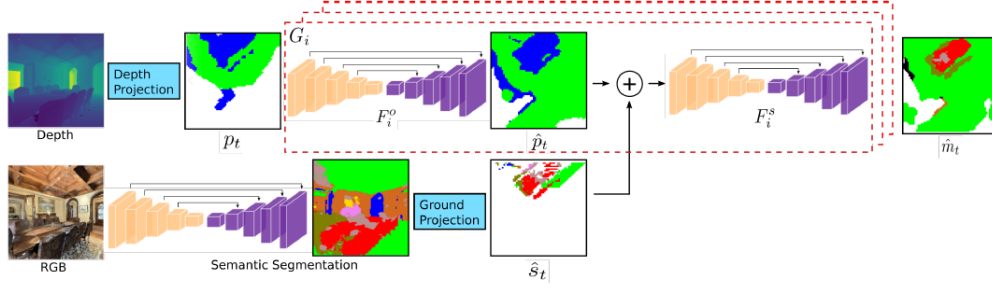 G_i
Depth
Projection
Depth
p_t
F_i^o
p̂_t
+
F_i^s
m̂_t
RGB
Semantic Segmentation
Ground
Projection
ŝ_t